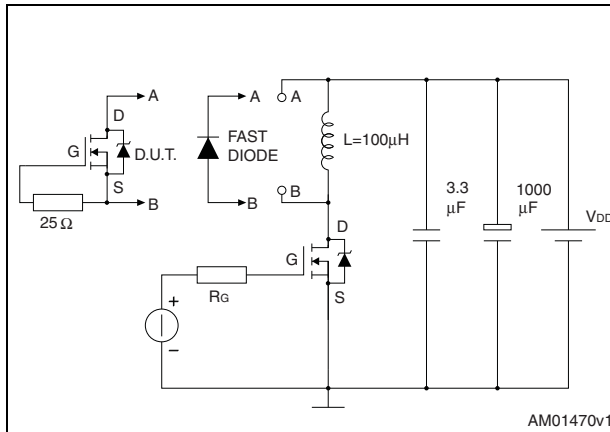 A
D
G
D.U.T.
S
B
25 Ω
A
FAST
DIODE
B
A
B
L=100μH
D
G
S
RG
+
–
3.3
μF
1000
μF
VDD
AM01470v1